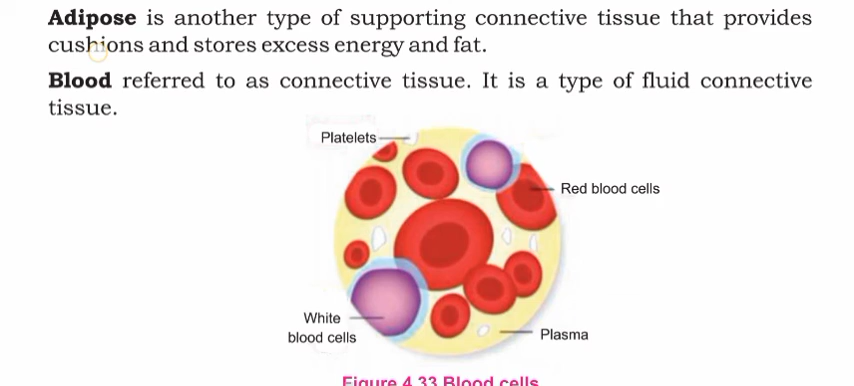 Adipose is another type of supporting connective tissue that provides
cushions and stores excess energy and fat.
Blood referred to as connective tissue. It is a type of fluid connective
tissue.
Platelets
Red blood cells
White
blood cells
Plasma
Figure 4.33 Blood cells